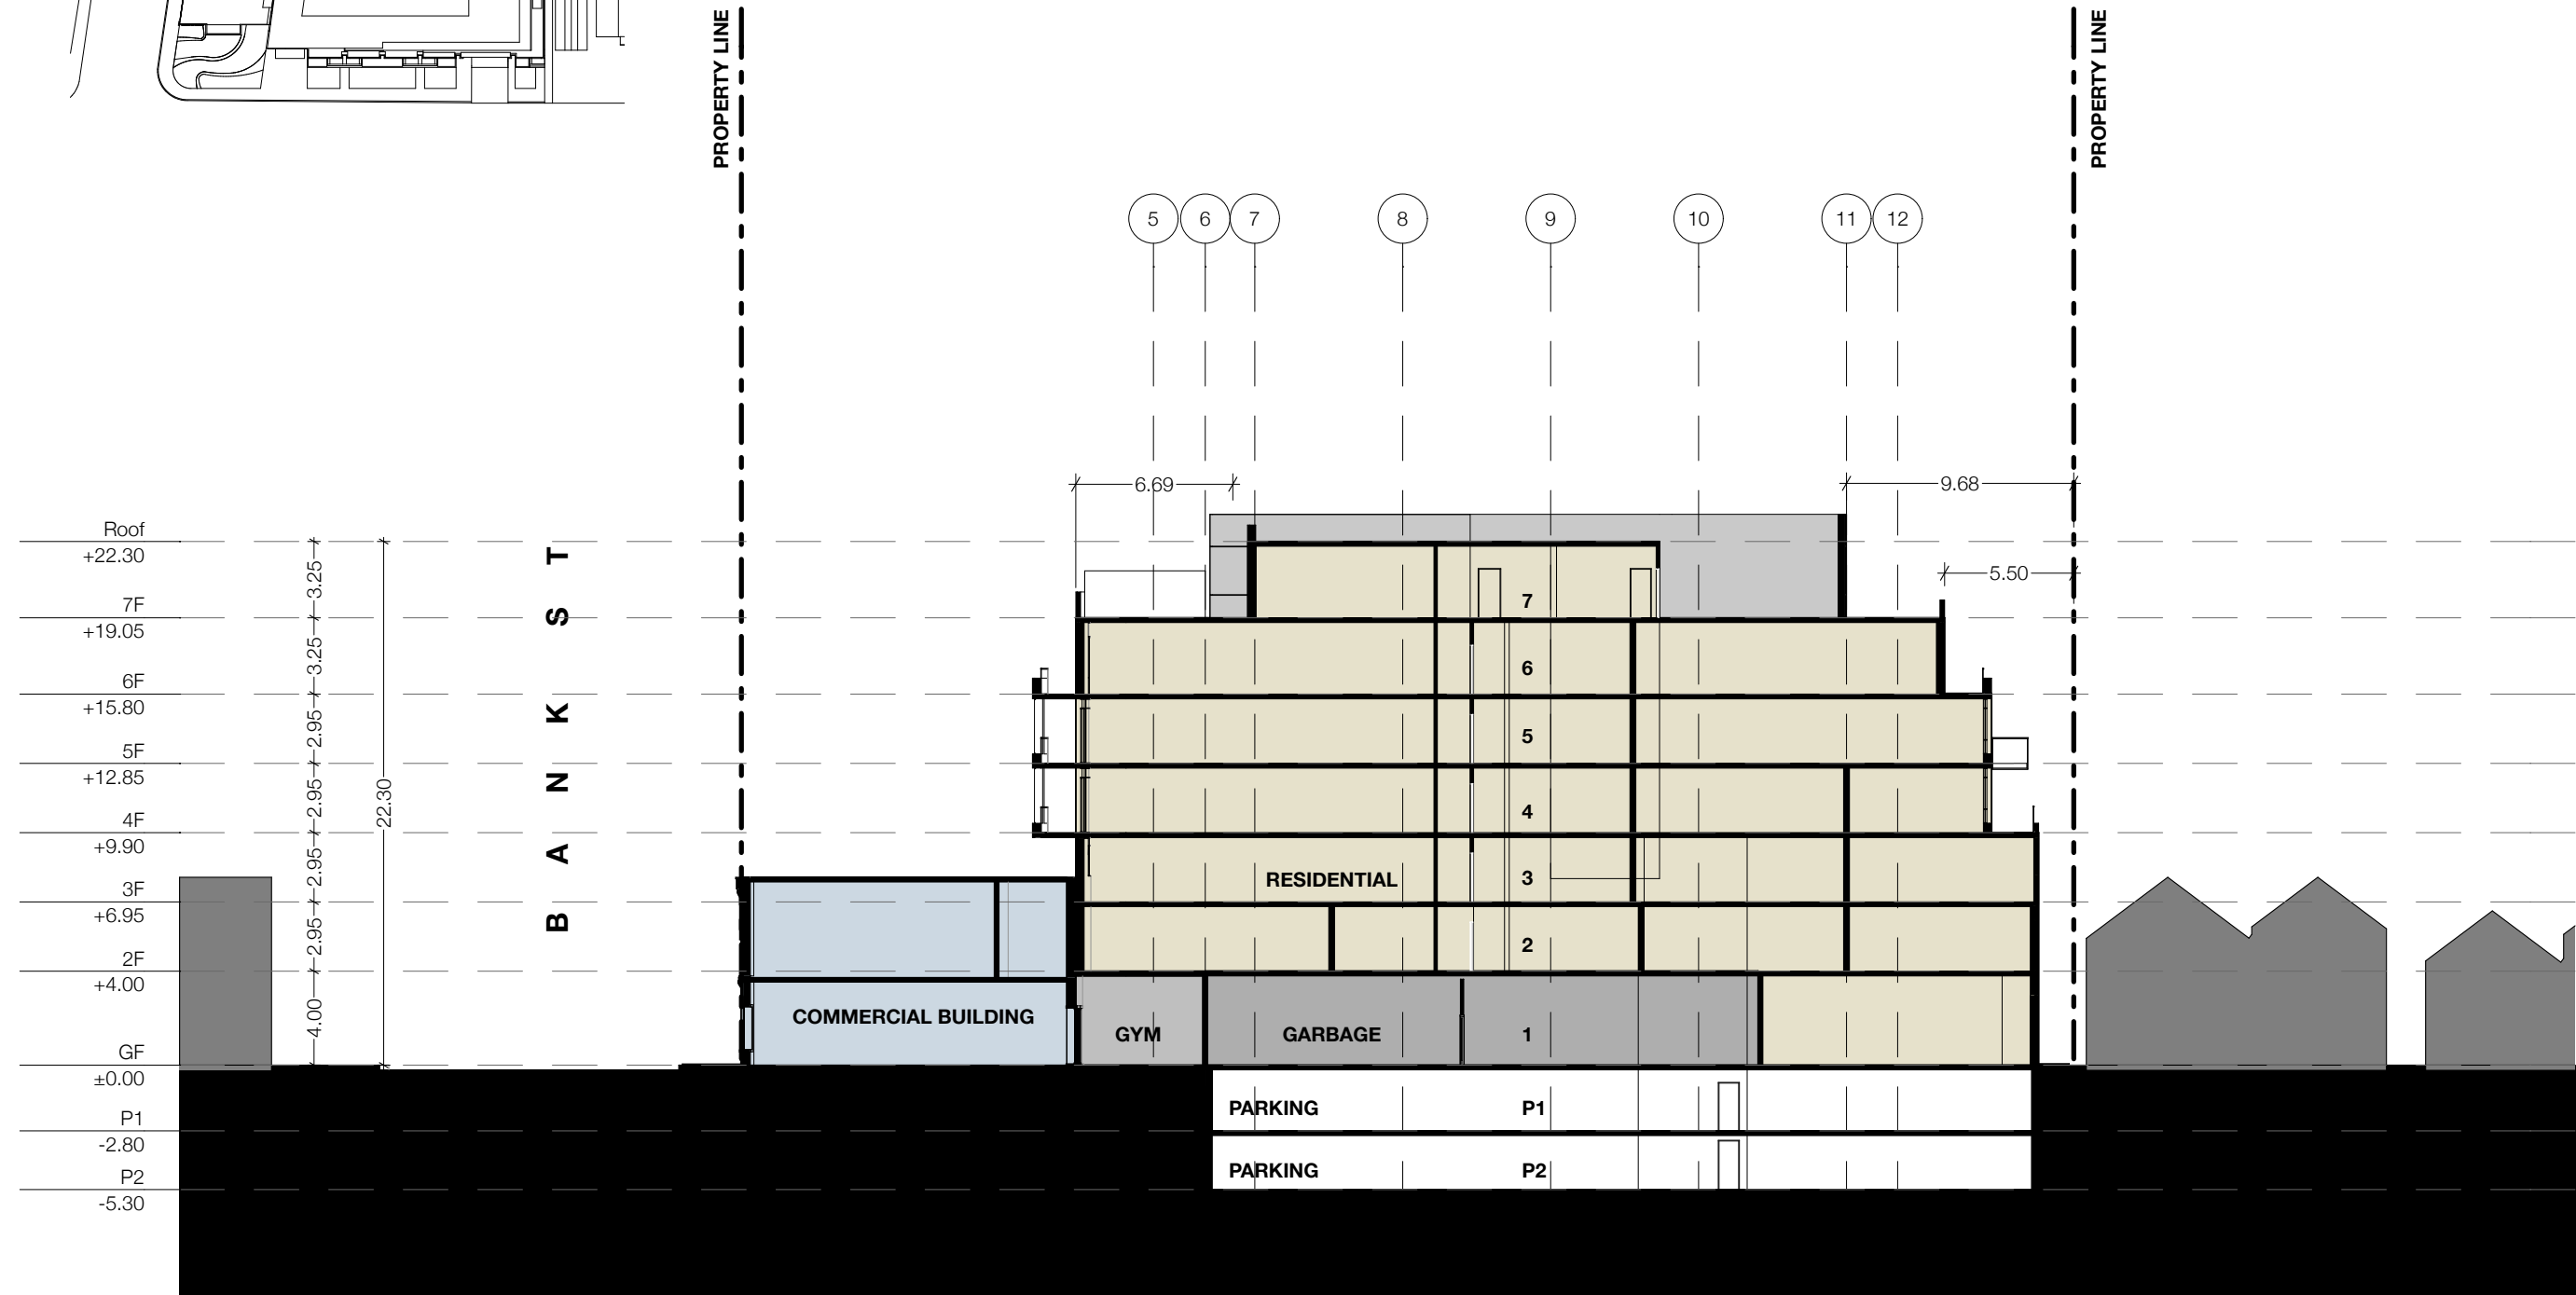 PROPERTY LINE
PROPERTY LINE
5 6 7 8 9 10 11 12
6.69
9.68
5.50
Roof
+22.30
7F
+19.05
6F
+15.80
5F
+12.85
4F
+9.90
3F
+6.95
2F
+4.00
GF
±0.00
P1
-2.80
P2
-5.30
3.25
3.25
2.95
2.95
2.95
2.95
4.00
22.30
BANK ST
7
6
5
4
RESIDENTIAL 3
2
COMMERCIAL BUILDING
GYM GARBAGE 1
PARKING P1
PARKING P2